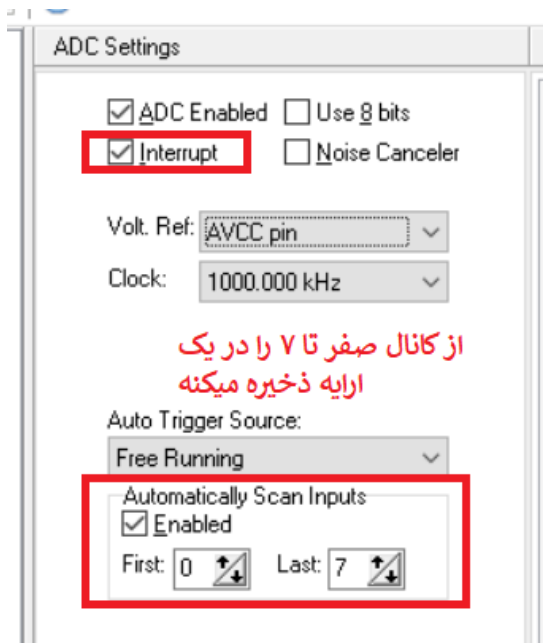 ADC Settings
ADC Enabled Use 8 bits
Interrupt Noise Canceler
Volt. Ref: AVCC pin
Clock: 1000.000 kHz
از کانال صفر تا ۷ را در یک
ارایه ذخیره میکنه
Auto Trigger Source:
Free Running
Automatically Scan Inputs
Enabled
First: 0 Last: 7